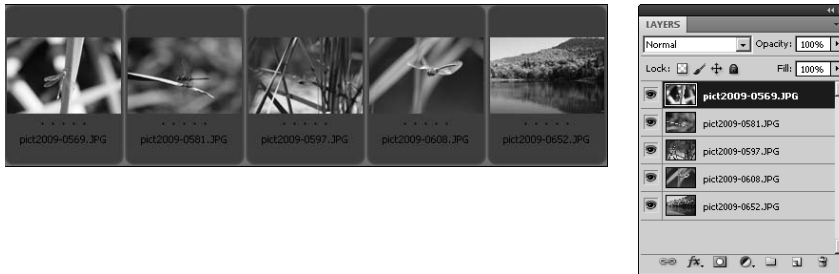 pict2009-0569.JPG pict2009-0581.JPG pict2009-0597.JPG pict2009-0608.JPG pict2009-0652.JPG
LAYERS
Normal Opacity: 100%
Lock: Fill: 100%
pict2009-0569.JPG
pict2009-0581.JPG
pict2009-0597.JPG
pict2009-0608.JPG
pict2009-0652.JPG
fx.